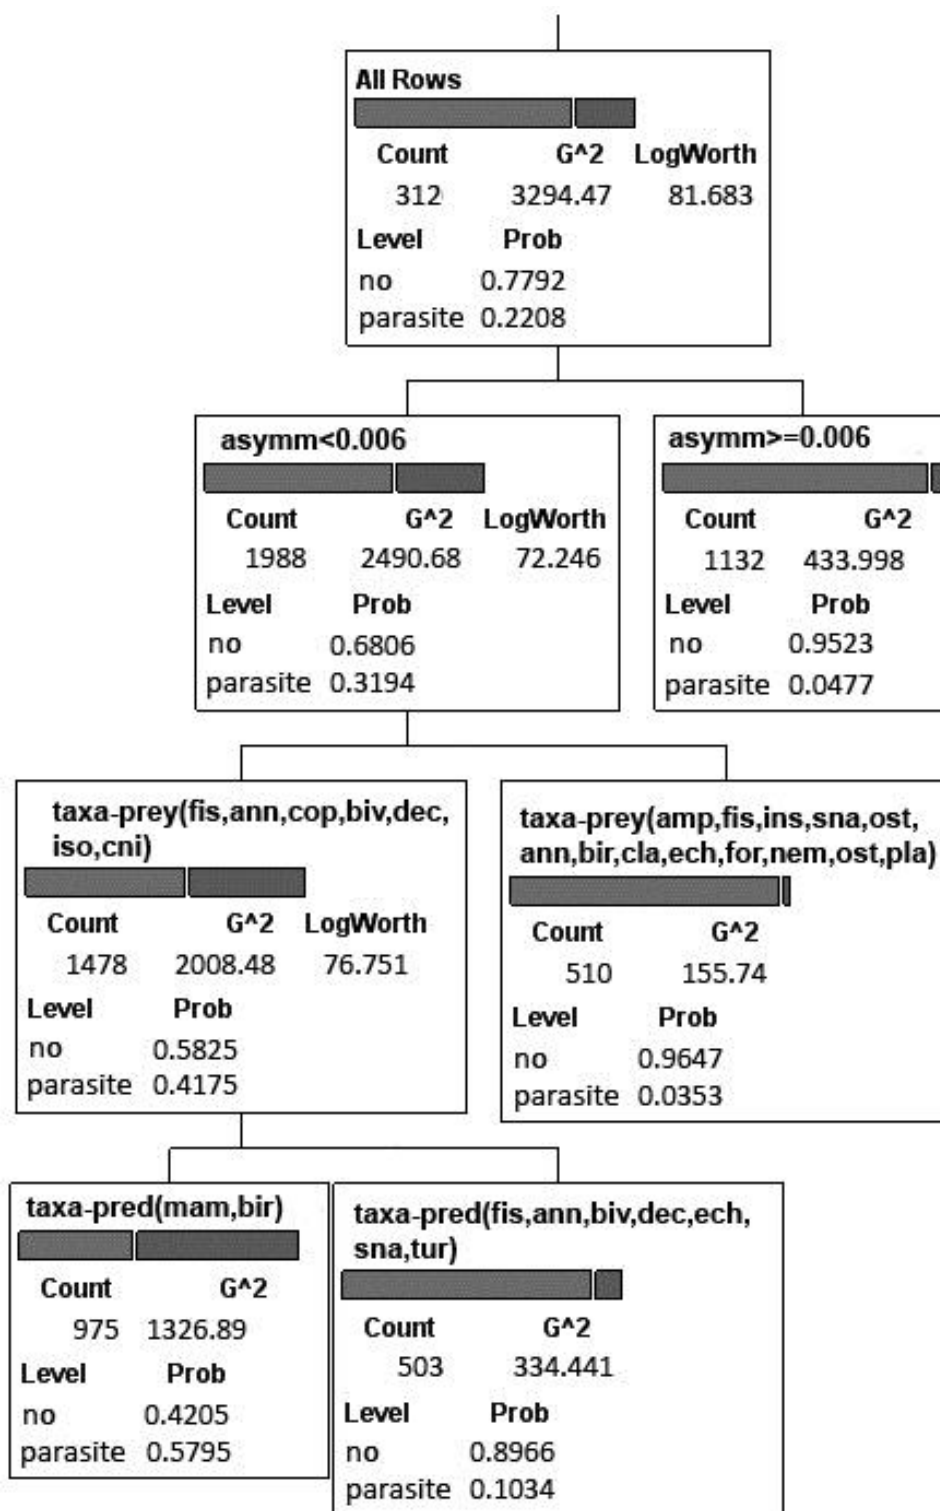 All Rows
Count G^2 LogWorth
312 3294.47 81.683
Level Prob
no 0.7792
parasite 0.2208
asymm<0.006
Count G^2 LogWorth
1988 2490.68 72.246
Level Prob
no 0.6806
parasite 0.3194
asymm>=0.006
Count G^2
1132 433.998
Level Prob
no 0.9523
parasite 0.0477
taxa-prey(fis,ann,cop,biv,dec,
iso,cni)
Count G^2 LogWorth
1478 2008.48 76.751
Level Prob
no 0.5825
parasite 0.4175
taxa-prey(amp,fis,ins,sna,ost,
ann,bir,cla,ech,for,nem,ost,pla)
Count G^2
510 155.74
Level Prob
no 0.9647
parasite 0.0353
taxa-pred(mam,bir)
Count G^2
975 1326.89
Level Prob
no 0.4205
parasite 0.5795
taxa-pred(fis,ann,biv,dec,ech,
sna,tur)
Count G^2
503 334.441
Level Prob
no 0.8966
parasite 0.1034